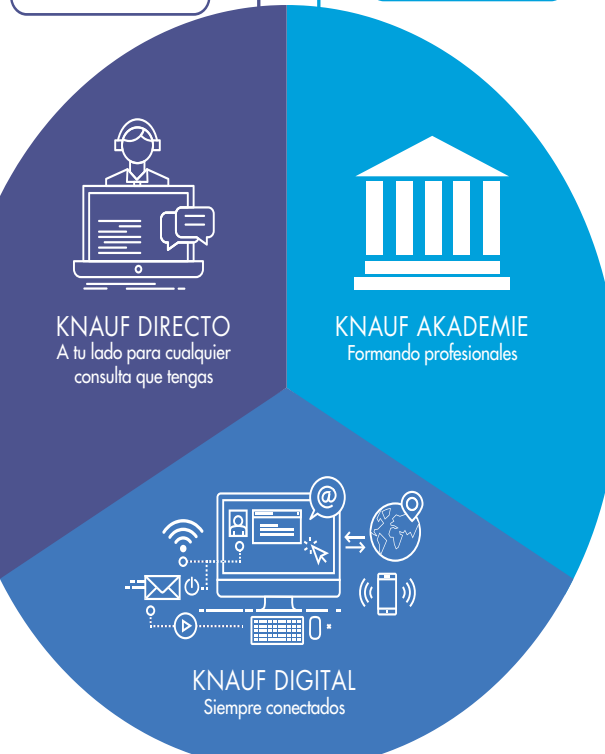 KNAUF DIRECTO
A tu lado para cualquier
consulta que tengas
KNAUF AKADEMIE
Formando profesionales
@
KNAUF DIGITAL
Siempre conectados